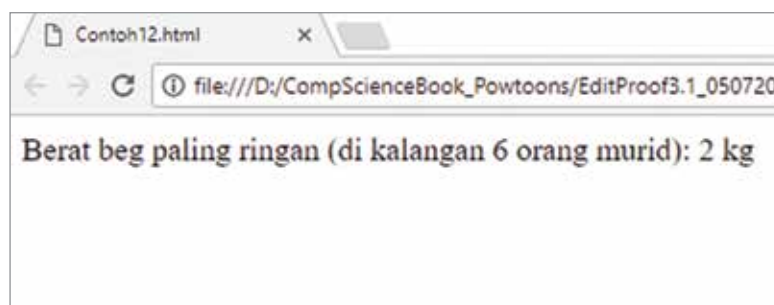 Contoh12.html
file:///D:/CompScienceBook_Powtoons/EditProof3.1_050720
Berat beg paling ringan (di kalangan 6 orang murid): 2 kg